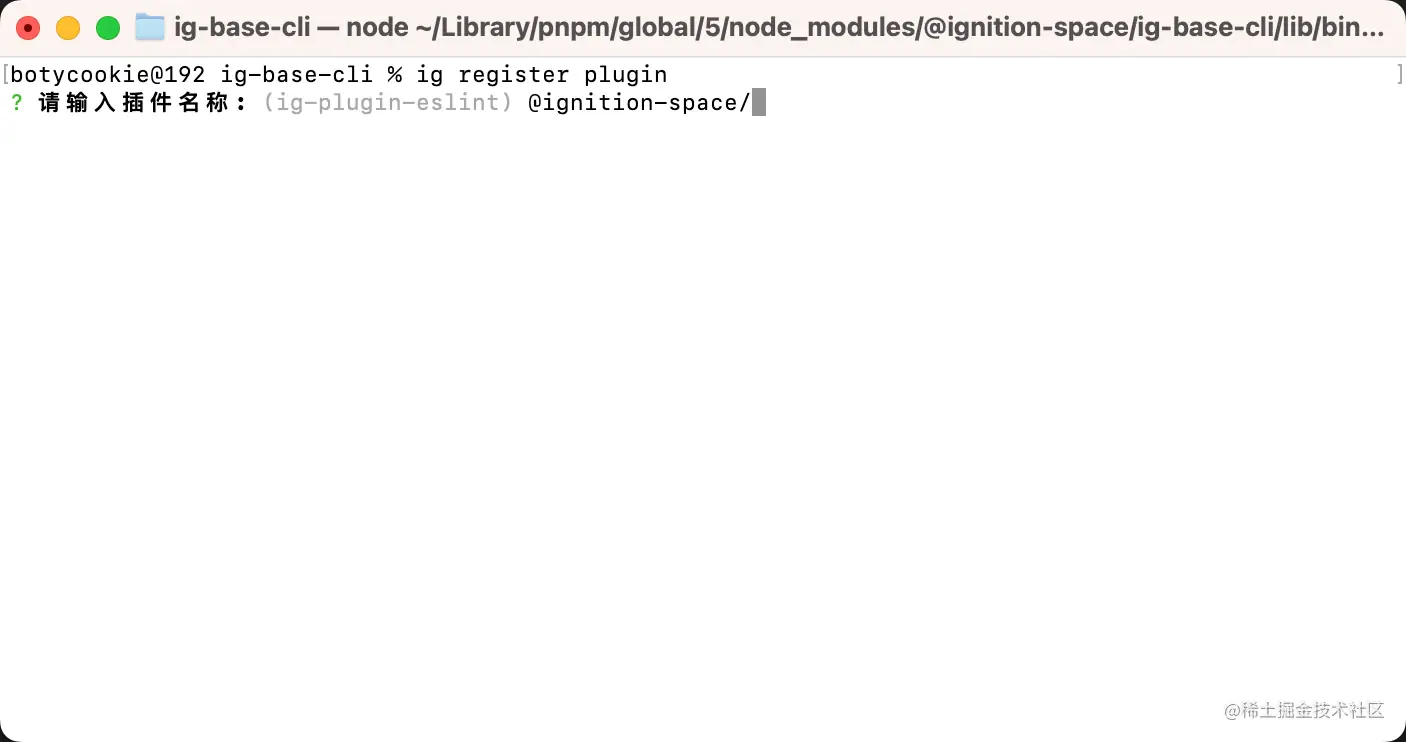 ig-base-cli — node ~/Library/pnpm/global/5/node_modules/@ignition-space/ig-base-cli/lib/bin...
[botycookie@192 ig-base-cli % ig register plugin ]
? 请输入插件名称: (ig-plugin-eslint) @ignition-space/
@稀土掘金技术社区